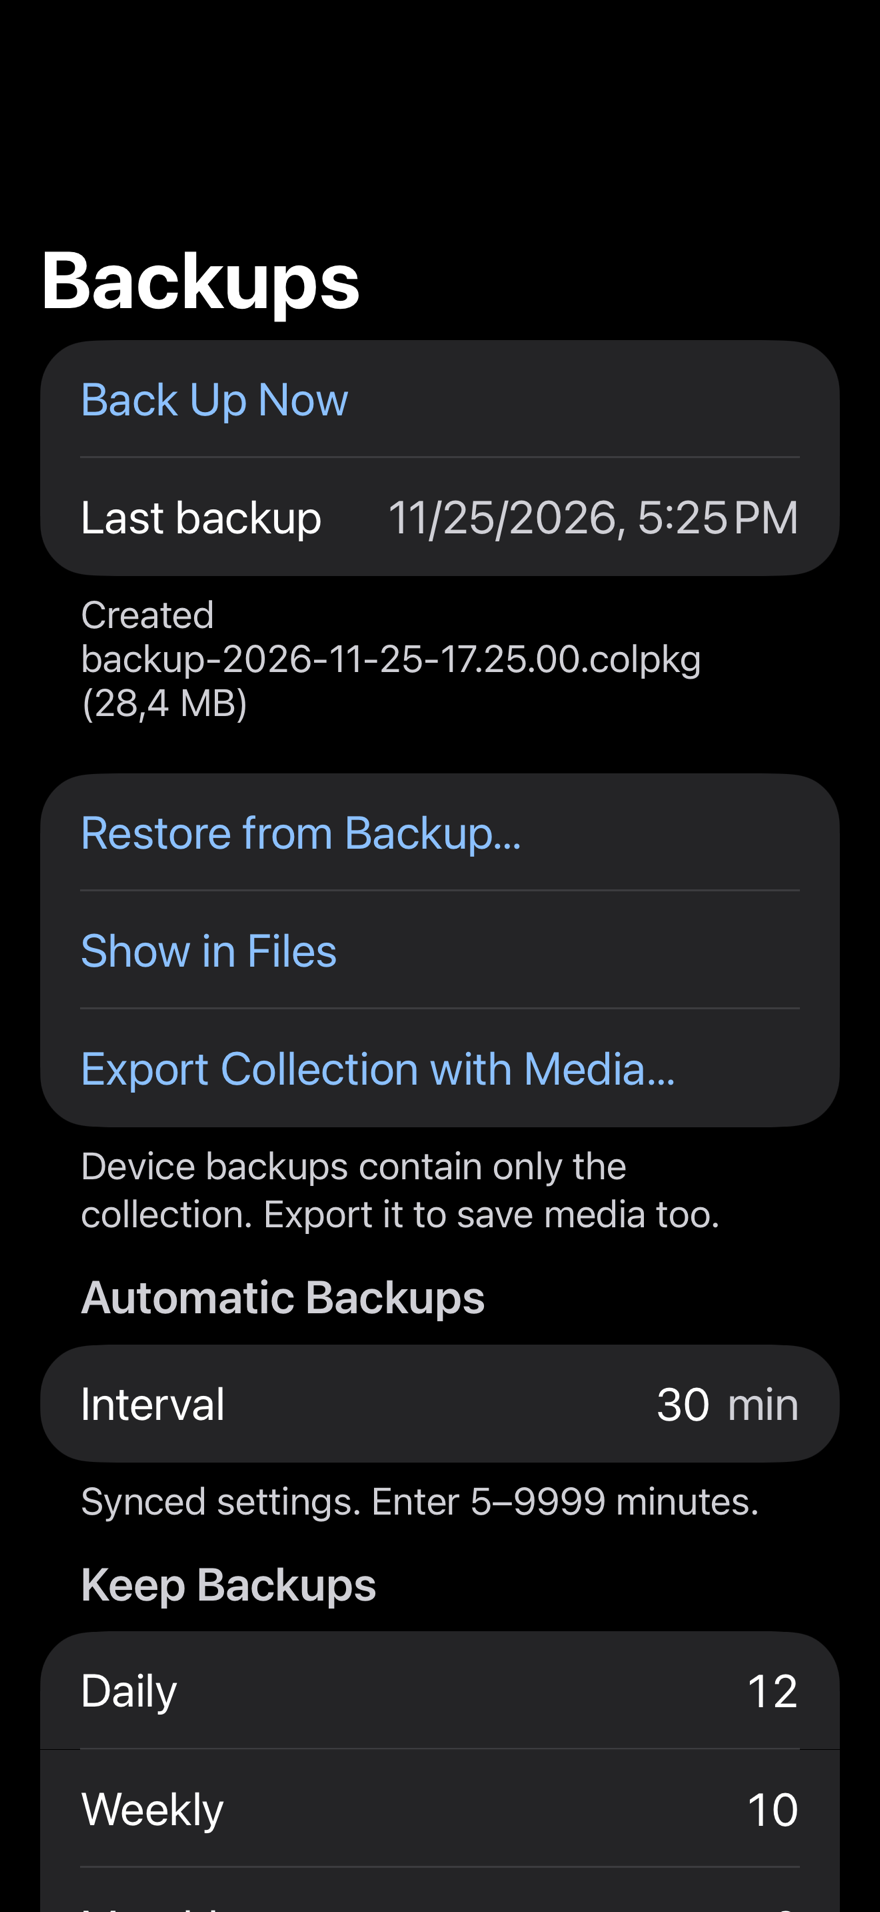 Backups
Back Up Now
Last backup 11/25/2026, 5:25 PM
Created
backup-2026-11-25-17.25.00.colpkg
(28,4 MB)
Restore from Backup...
Show in Files
Export Collection with Media...
Device backups contain only the
collection. Export it to save media too.
Automatic Backups
Interval 30 min
Synced settings. Enter 5–9999 minutes.
Keep Backups
Daily 12
Weekly 10